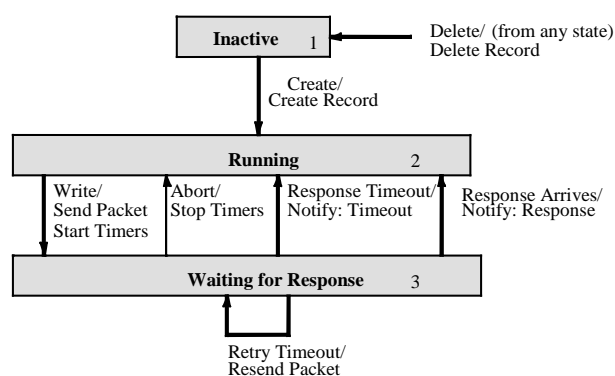 Inactive 1
Delete/ (from any state)
Delete Record
Create/
Create Record
Running 2
Write/
Send Packet
Start Timers
Abort/
Stop Timers
Response Timeout/
Notify: Timeout
Response Arrives/
Notify: Response
Waiting for Response 3
Retry Timeout/
Resend Packet